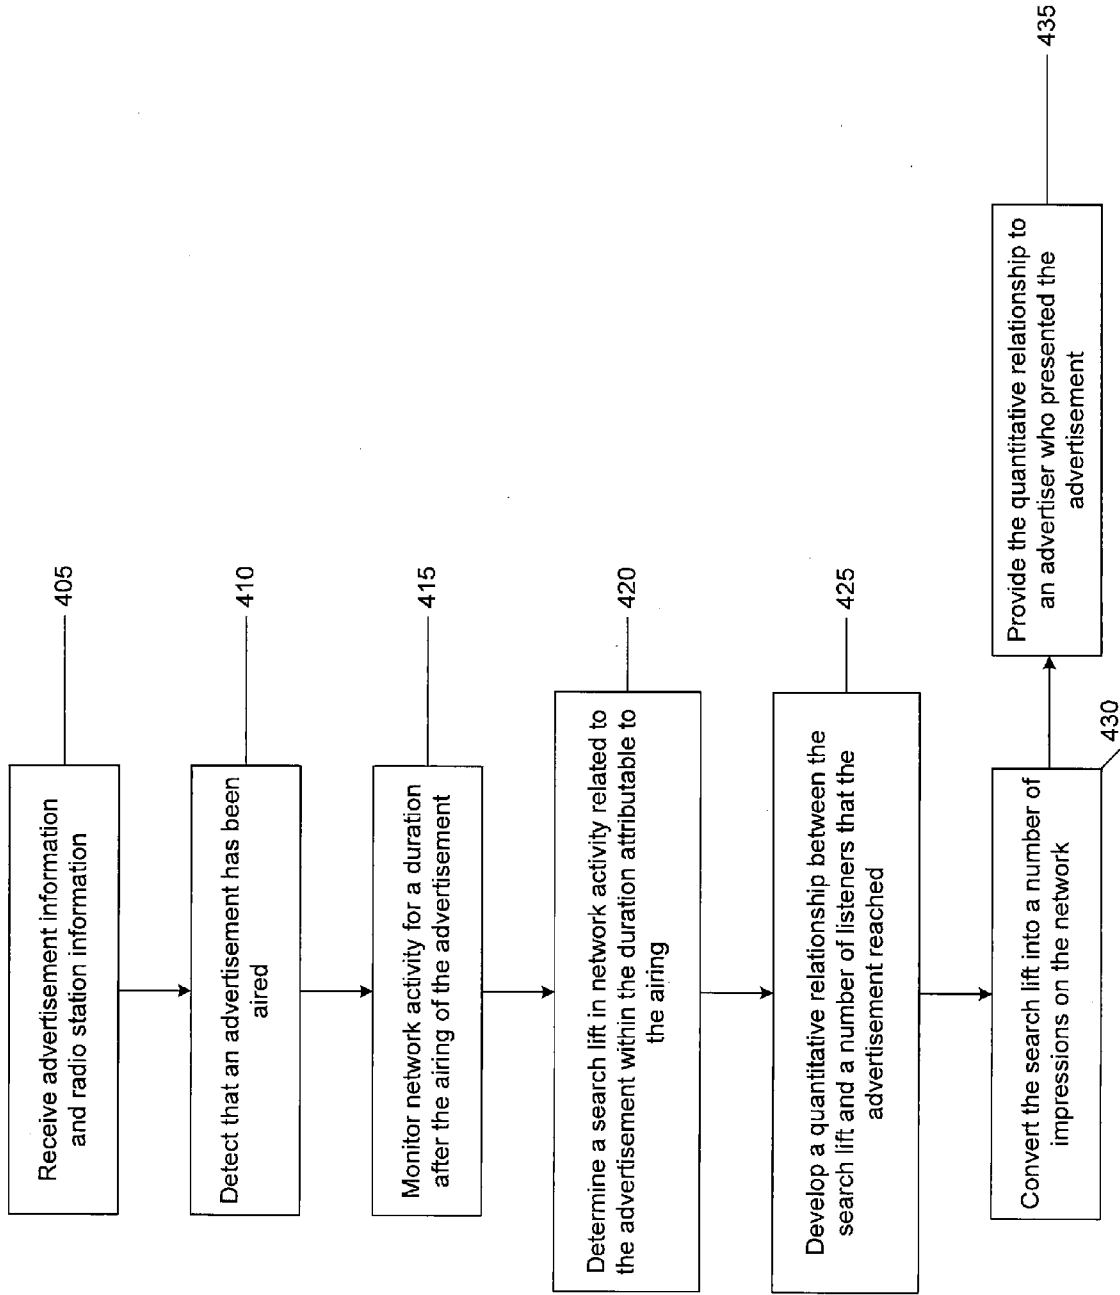 Receive advertisement information
and radio station information
405
Detect that an advertisement has been
aired
410
Monitor network activity for a duration
after the airing of the advertisement
415
Determine a search lift in network activity related to
the advertisement within the duration attributable to
the airing
420
Develop a quantitative relationship between the
search lift and a number of listeners that the
advertisement reached
425
Convert the search lift into a number of
impressions on the network
430
Provide the quantitative relationship to
an advertiser who presented the
advertisement
435